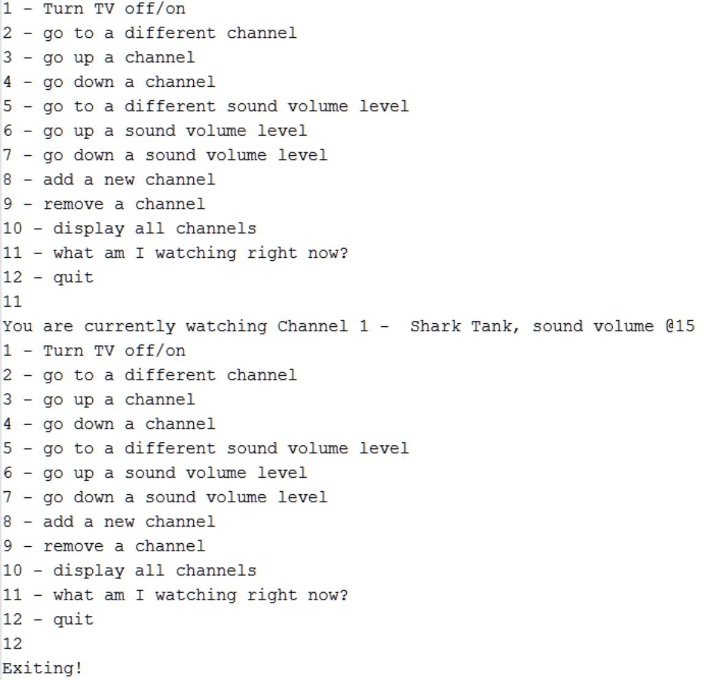 1 - Turn TV off/on
2 - go to a different channel
3 - go up a channel
4 - go down a channel
5 - go to a different sound volume level
6 - go up a sound volume level
7 - go down a sound volume level
8 - add a new channel
9 - remove a channel
10 - display all channels
11 - what am I watching right now?
12 - quit
11
You are currently watching Channel 1 -  Shark Tank, sound volume @15
1 - Turn TV off/on
2 - go to a different channel
3 - go up a channel
4 - go down a channel
5 - go to a different sound volume level
6 - go up a sound volume level
7 - go down a sound volume level
8 - add a new channel
9 - remove a channel
10 - display all channels
11 - what am I watching right now?
12 - quit
12
Exiting!